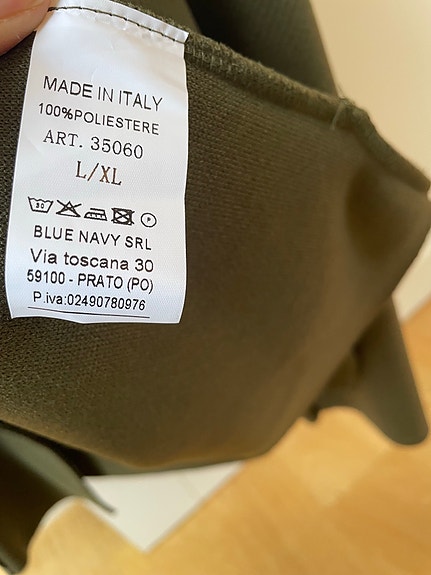 MADE IN ITALY
100%POLIESTERE
ART. 35060
L/XL
30 P
BLUE NAVY SRL
Via toscana 30
59100 - PRATO (PO)
P.iva:02490780976